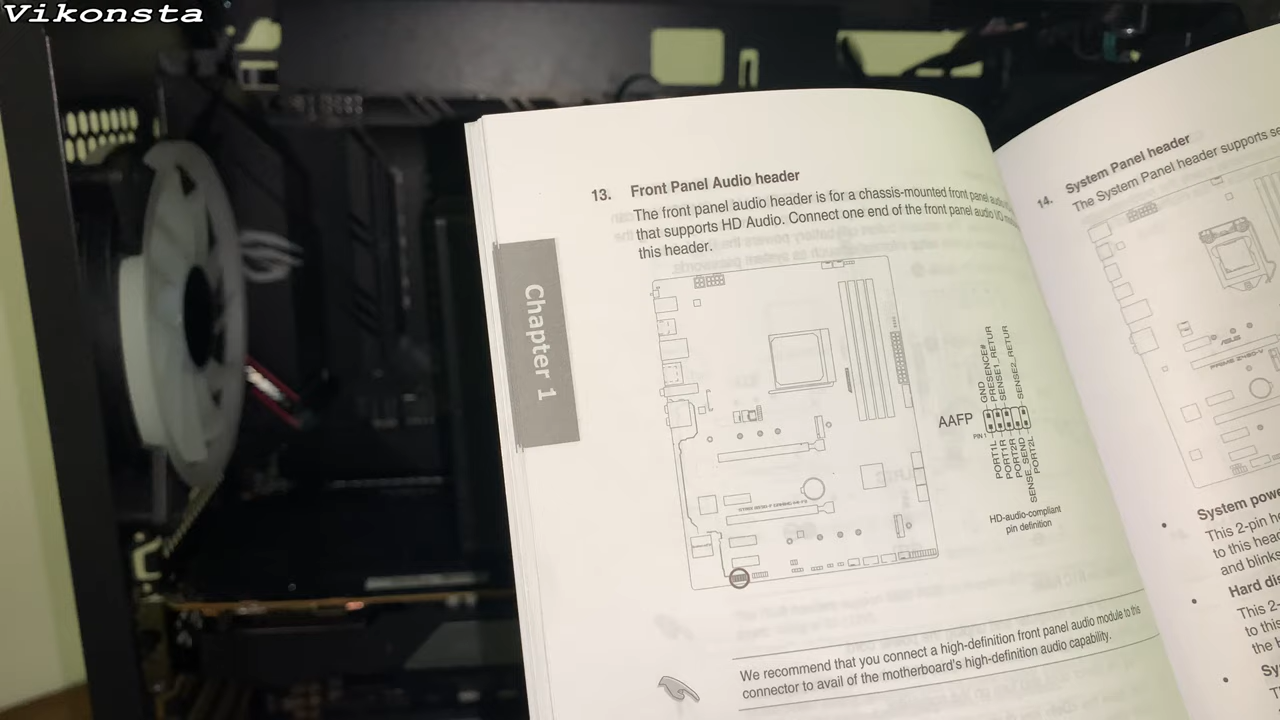 Vikonsta
Chapter 1
13. Front Panel Audio header
The front panel audio header is for a chassis-mounted front panel audio
that supports HD Audio. Connect one end of the front panel audio I/O
this header.
AAFP
PIN 1
GND
PRESENCE#
SENSE1_RETUR
SENSE2_RETUR
PORT1L
PORT1R
PORT2R
SENSE_SEND
PORT2L
HD-audio-compliant
pin definition
We recommend that you connect a high-definition front panel audio module to this
connector to avail of the motherboard's high-definition audio capability.
14. System Panel header
The System Panel header supports se
• System powe
This 2-pin h
to this head
and blinks
• Hard dis
This 2-
to this
the
• Sy